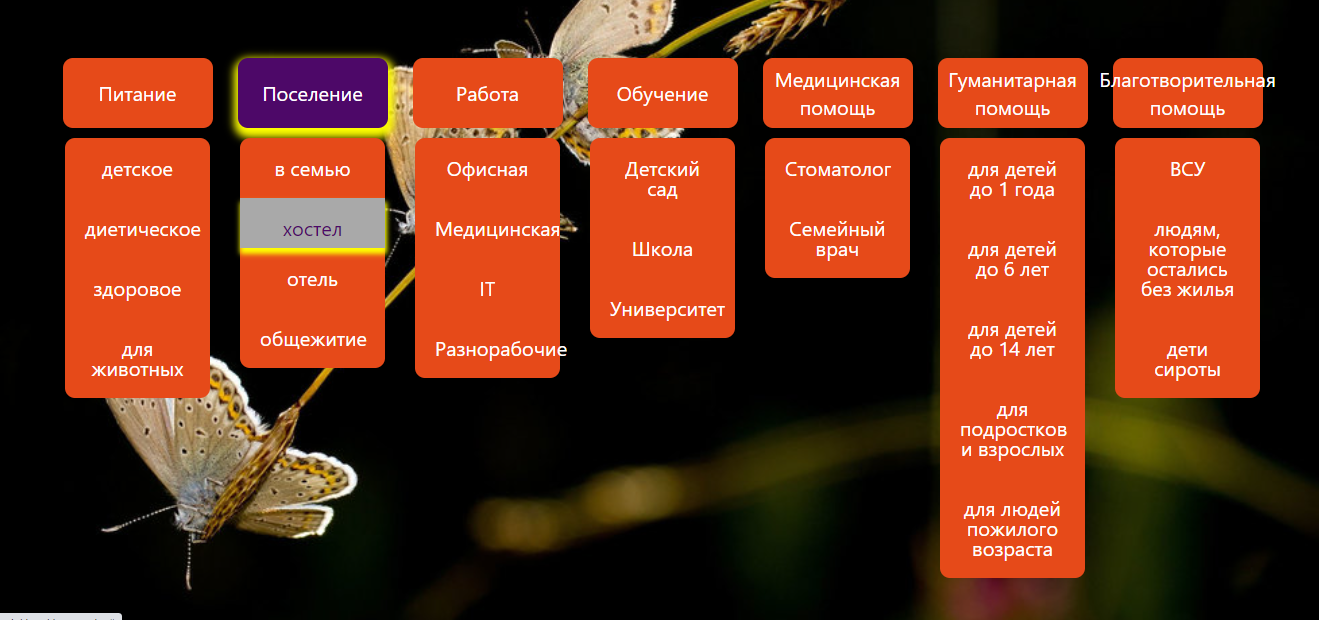 Питание
Поселение
Работа
Обучение
Медицинская
помощь
Гуманитарная
помощь
Благотворительная
помощь
детское
диетическое
здоровое
для
животных
в семью
хостел
отель
общежитие
Офисная
Медицинская
IT
Разнорабочие
Детский
сад
Школа
Университет
Стоматолог
Семейный
врач
для детей
до 1 года
для детей
до 6 лет
для детей
до 14 лет
для
подростков
и взрослых
для людей
пожилого
возраста
ВСУ
людям,
которые
остались
без жилья
дети
сироты